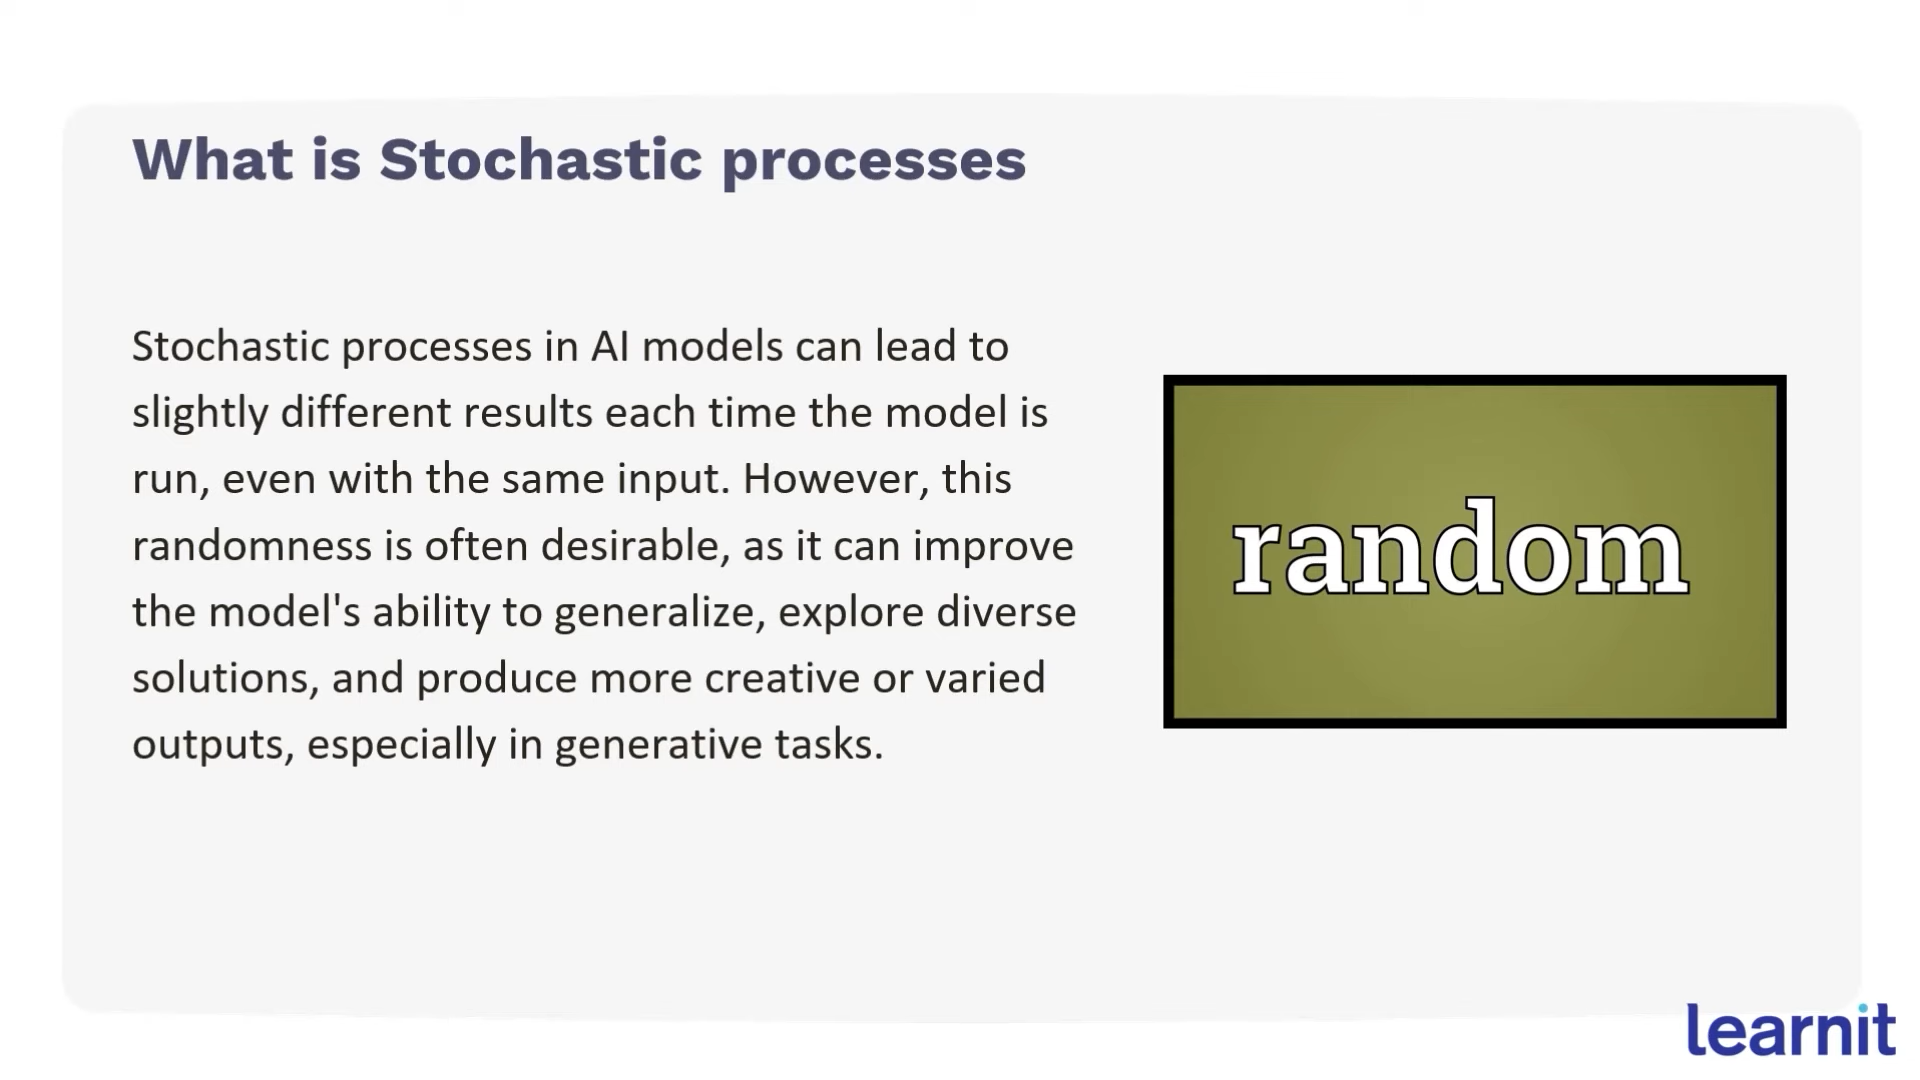 What is Stochastic processes
Stochastic processes in AI models can lead to
slightly different results each time the model is
run, even with the same input. However, this
randomness is often desirable, as it can improve
the model's ability to generalize, explore diverse
solutions, and produce more creative or varied
outputs, especially in generative tasks.
random
learnit